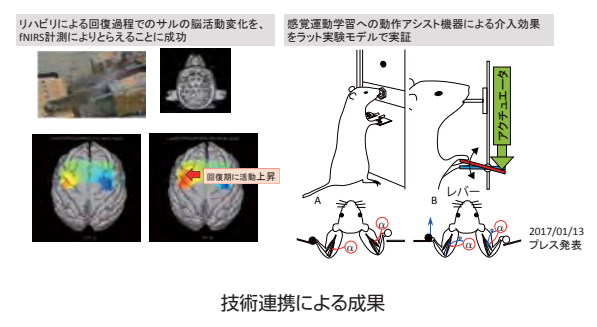 リハビリによる回復過程でのサルの脳活動変化を、
fNIRS計測によりとらえることに成功
感覚運動学習への動作アシスト機器による介入効果
をラット実験モデルで実証
アクチュエータ
回復期に活動上昇
レバー
A
B
α
α
α
α
2017/01/13
プレス発表
技術連携による成果